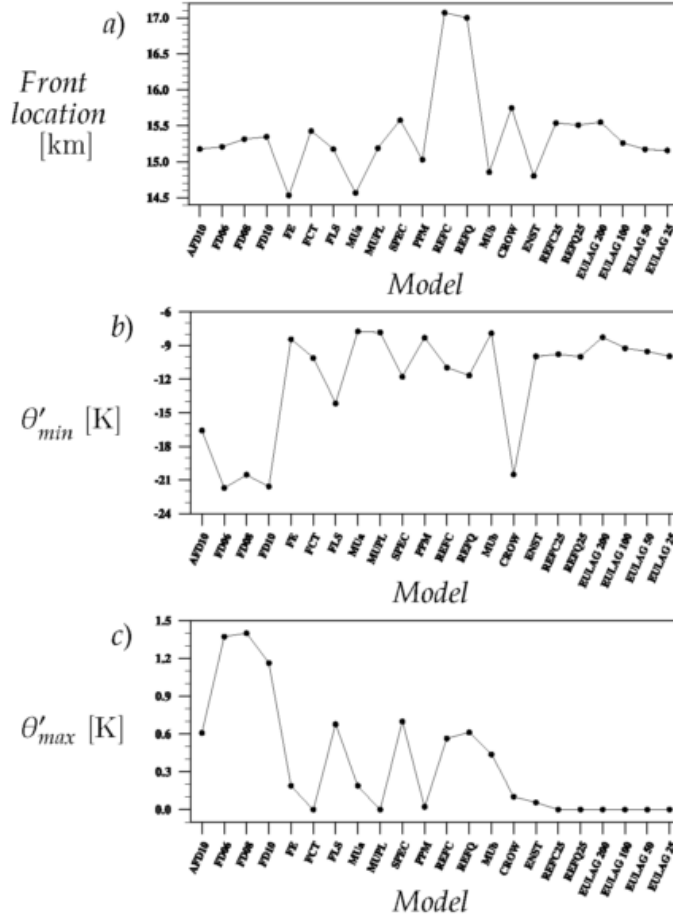 a)
Front
location
[km]
17.0
16.5
16.0
15.5
15.0
14.5
AFD10 FD06 FD08 FD10 FE FCT FLS MUa MUPL SPEC PPM REFC REFQ MUb CROW ENST REFC25 REFQ25 EULAG 200 EULAG 100 EULAG 50 EULAG 25
Model
b)
θ′min [K]
-6
-9
-12
-15
-18
-21
-24
AFD10 FD06 FD08 FD10 FE FCT FLS MUa MUPL SPEC PPM REFC REFQ MUb CROW ENST REFC25 REFQ25 EULAG 200 EULAG 100 EULAG 50 EULAG 25
Model
c)
θ′max [K]
1.5
1.2
0.9
0.6
0.3
0.0
AFD10 FD06 FD08 FD10 FE FCT FLS MUa MUPL SPEC PPM REFC REFQ MUb CROW ENST REFC25 REFQ25 EULAG 200 EULAG 100 EULAG 50 EULAG 25
Model